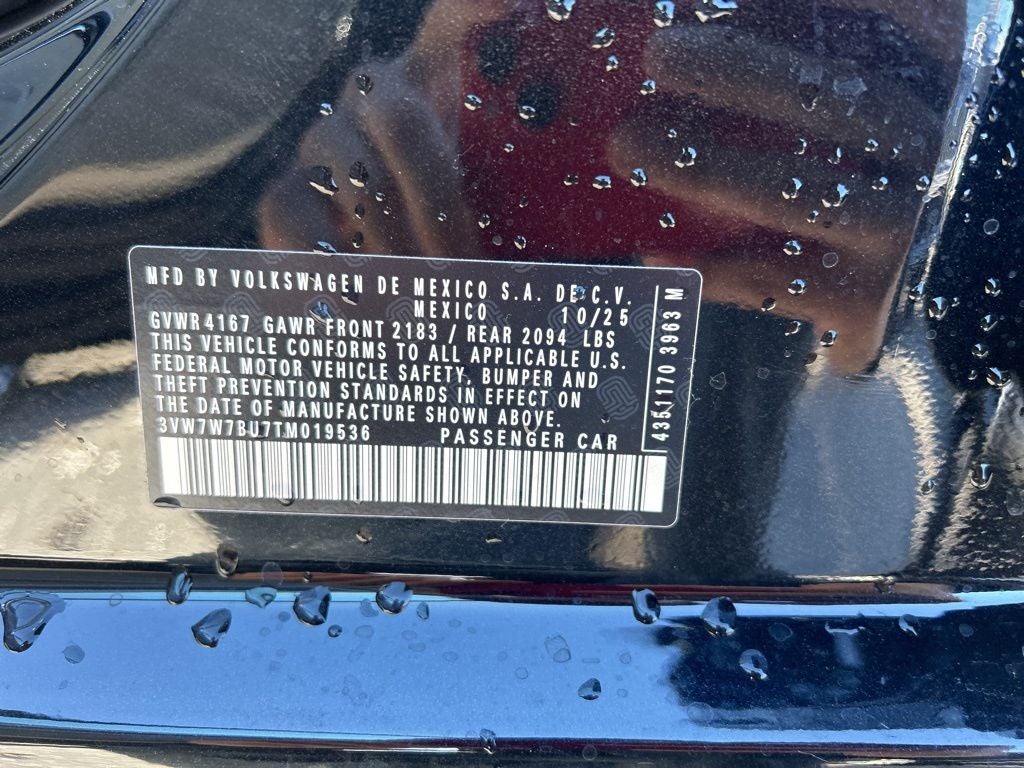 MFD BY VOLKSWAGEN DE MEXICO S.A. DE C.V.
MEXICO 10/25
GVWR 4167 GAWR FRONT 2183 / REAR 2094 LBS
THIS VEHICLE CONFORMS TO ALL APPLICABLE U.S.
FEDERAL MOTOR VEHICLE SAFETY, BUMPER AND
THEFT PREVENTION STANDARDS IN EFFECT ON
THE DATE OF MANUFACTURE SHOWN ABOVE.
3VW7W7BU7TM019536 PASSENGER CAR
4351170 3963 M